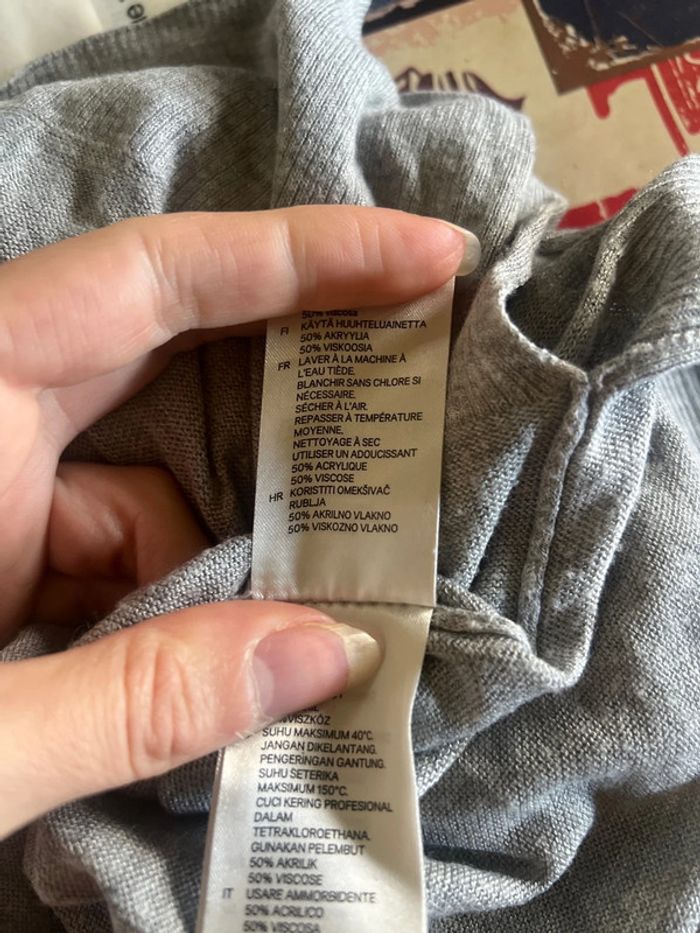 50% viscosa
FI KÄYTÄ HUUHTELUAINETTA
50% AKRYYLIA
50% VISKOOSIA
FR LAVER À LA MACHINE À
L'EAU TIÈDE.
BLANCHIR SANS CHLORE SI
NÉCESSAIRE.
SÉCHER À L'AIR.
REPASSER À TEMPÉRATURE
MOYENNE.
NETTOYAGE À SEC
UTILISER UN ADOUCISSANT
50% ACRYLIQUE
50% VISCOSE
HR KORISTITI OMEKŠIVAČ
RUBLJA
50% AKRILNO VLAKNO
50% VISKOZNO VLAKNO
VISZKÓZ
SUHU MAKSIMUM 40°C.
JANGAN DIKELANTANG.
PENGERINGAN GANTUNG.
SUHU SETERIKA
MAKSIMUM 150°C.
CUCI KERING PROFESIONAL
DALAM
TETRAKLOROETHANA.
GUNAKAN PELEMBUT
50% AKRILIK
50% VISCOSE
IT USARE AMMORBIDENTE
50% ACRILICO
50% VISCOSA